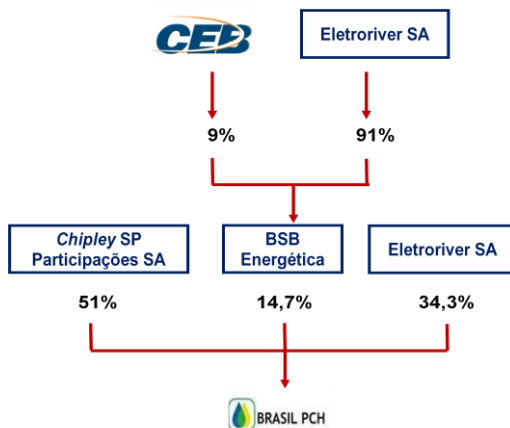 CEB
Eletroriver SA
9%
91%
Chipley SP
Participações SA
BSB
Energética
Eletroriver SA
51%
14,7%
34,3%
BRASIL PCH